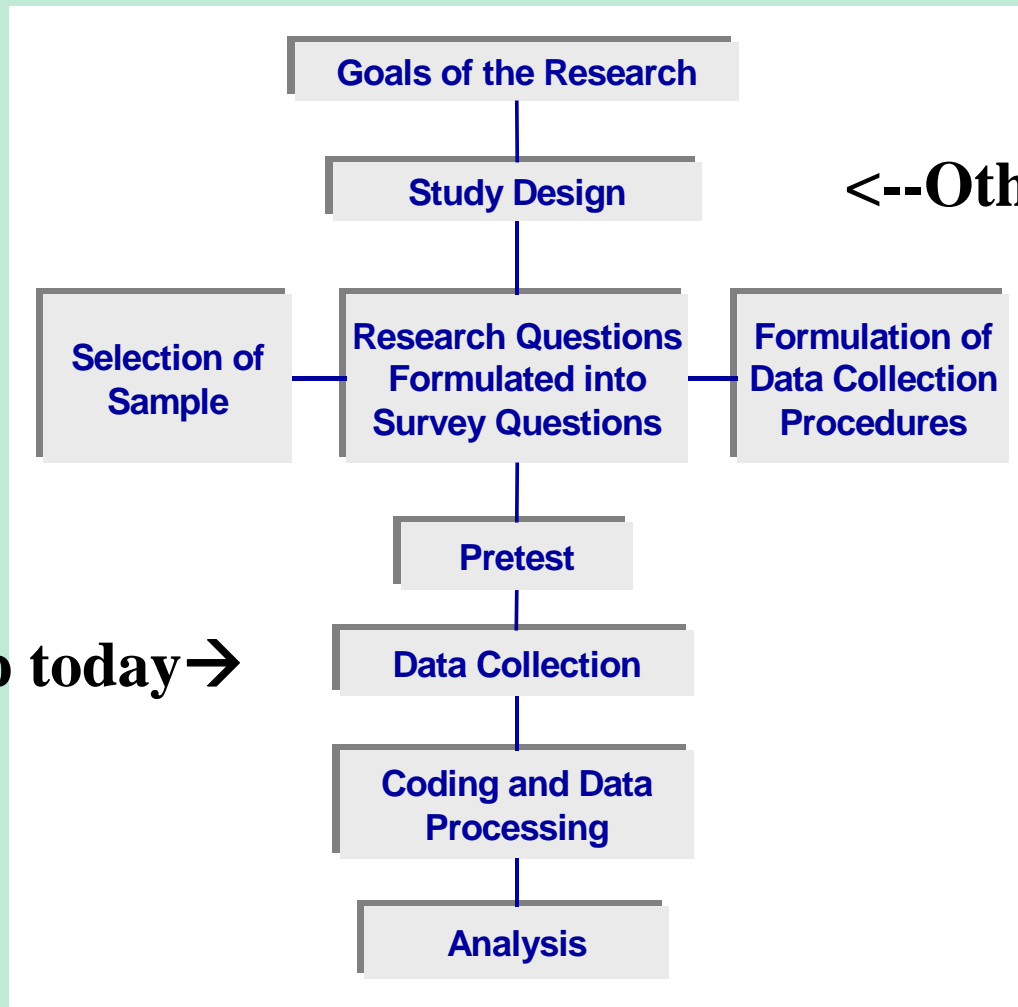 Goals of the Research
Study Design
<--Oth
Selection of
Sample
Research Questions
Formulated into
Survey Questions
Formulation of
Data Collection
Procedures
Pretest
today→
Data Collection
Coding and Data
Processing
Analysis